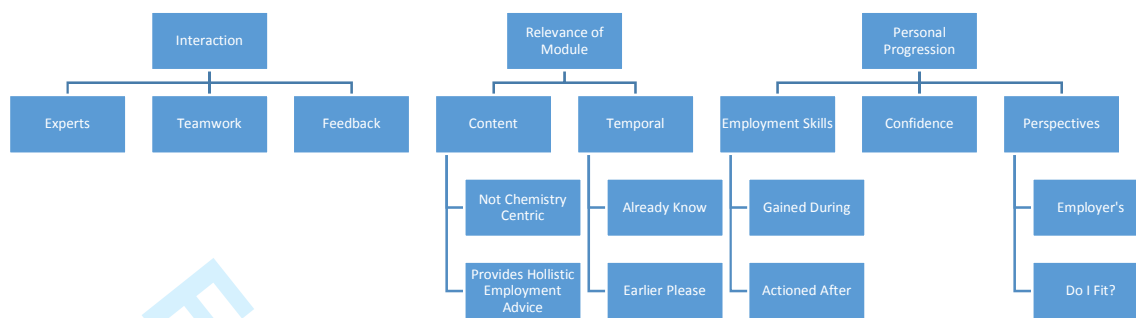 Interaction
Relevance of
Module
Personal
Progression
Experts
Teamwork
Feedback
Content
Temporal
Employment Skills
Confidence
Perspectives
Not Chemistry
Centric
Already Know
Gained During
Employer's
Provides Hollistic
Employment
Advice
Earlier Please
Actioned After
Do I Fit?